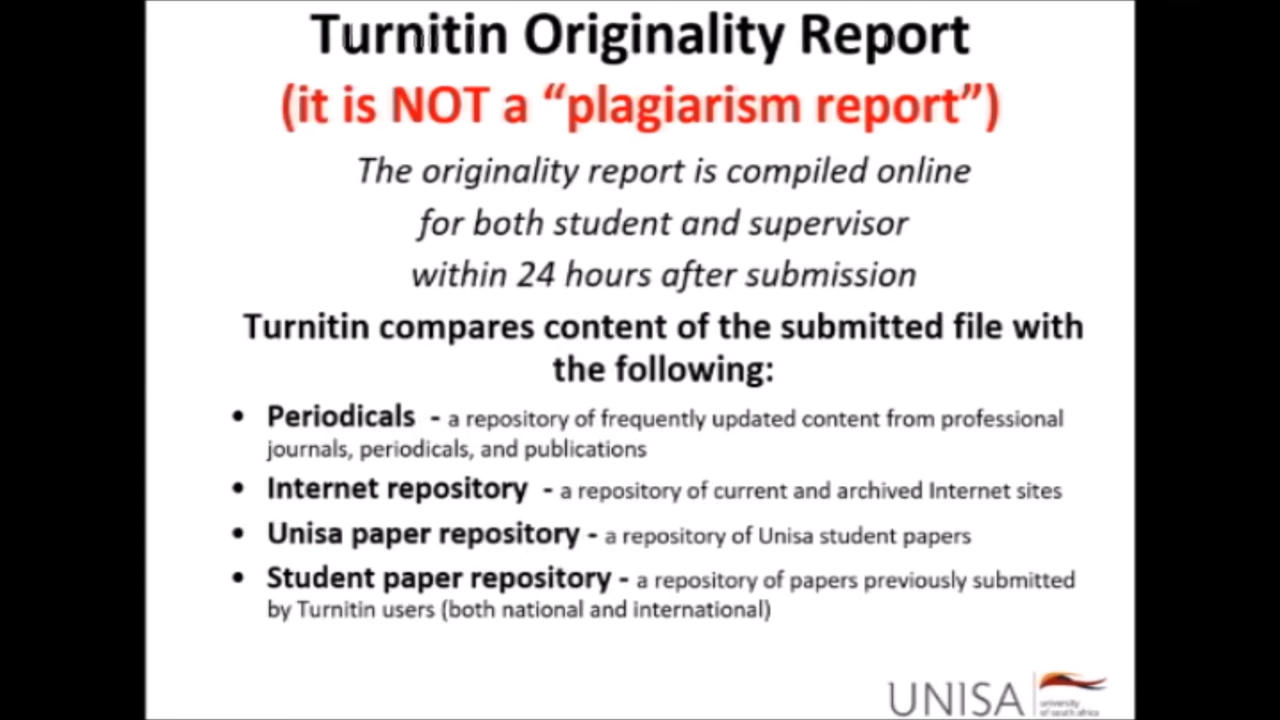 Turnitin Originality Report
(it is NOT a “plagiarism report”)
The originality report is compiled online
for both student and supervisor
within 24 hours after submission
Turnitin compares content of the submitted file with
the following:
• Periodicals - a repository of frequently updated content from professional
journals, periodicals, and publications
• Internet repository - a repository of current and archived Internet sites
• Unisa paper repository - a repository of Unisa student papers
• Student paper repository - a repository of papers previously submitted
by Turnitin users (both national and international)
UNISA
university
of south africa